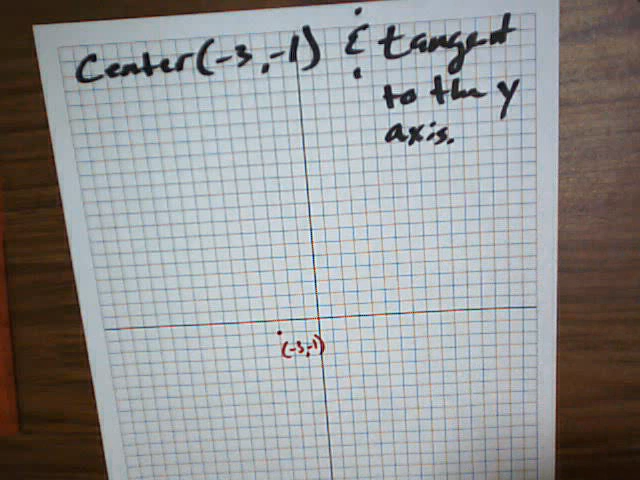 Center(-3,-1) & tangent
to the y
axis.
(-3,-1)